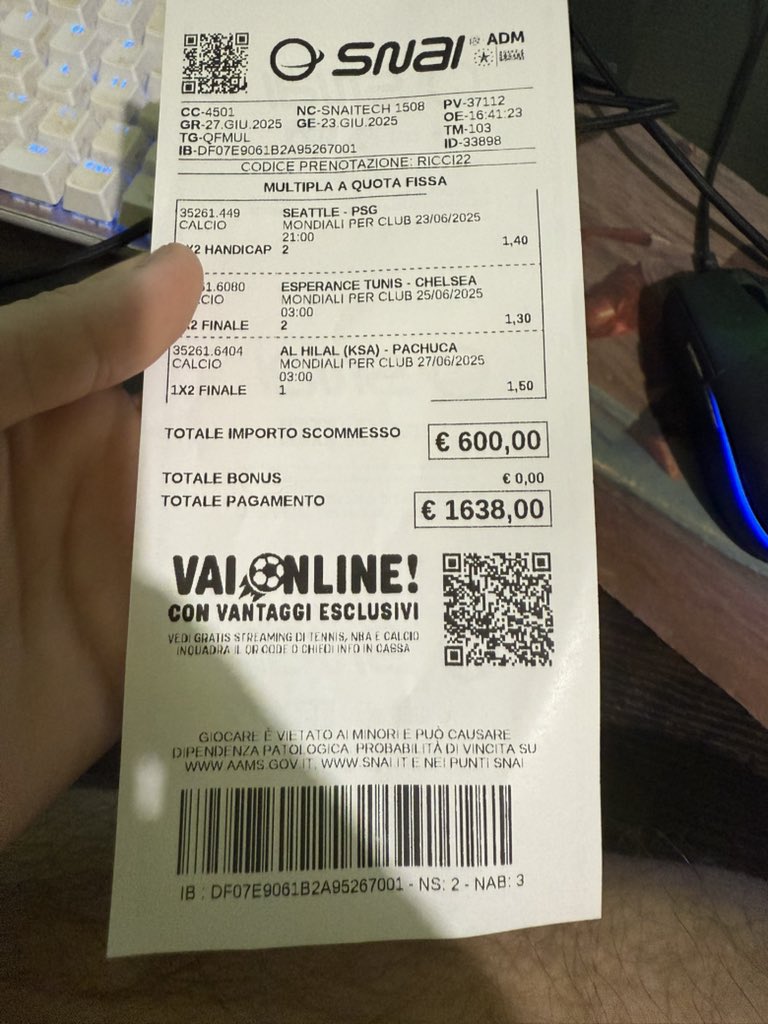 SNAI ADM
CC-4501 NC-SNAITECH 1508 PV-37112
GR-27.GIU.2025 GE-23.GIU.2025 OE-16:41:23
TG-QFMUL TM-103
IB-DF07E9061B2A95267001 ID-33898
CODICE PRENOTAZIONE: RICCI22
MULTIPLA A QUOTA FISSA
35261.449 SEATTLE - PSG
CALCIO MONDIALI PER CLUB 23/06/2025
21:00
X2 HANDICAP 2 1,40
1.6080 ESPERANCE TUNIS - CHELSEA
CIO MONDIALI PER CLUB 25/06/2025
03:00
X2 FINALE 2 1,30
35261.6404 AL HILAL (KSA) - PACHUCA
CALCIO MONDIALI PER CLUB 27/06/2025
03:00
1X2 FINALE 1 1,50
TOTALE IMPORTO SCOMMESSO € 600,00
TOTALE BONUS € 0,00
TOTALE PAGAMENTO € 1638,00
VAI ONLINE!
CON VANTAGGI ESCLUSIVI
VEDI GRATIS STREAMING DI TENNIS, NBA E CALCIO
INQUADRA IL QR CODE O CHIEDI INFO IN CASSA
GIOCARE È VIETATO AI MINORI E PUÒ CAUSARE
DIPENDENZA PATOLOGICA. PROBABILITÀ DI VINCITA SU
WWW.AAMS.GOV.IT, WWW.SNAI.IT E NEI PUNTI SNAI
IB : DF07E9061B2A95267001 - NS: 2 - NAB: 3